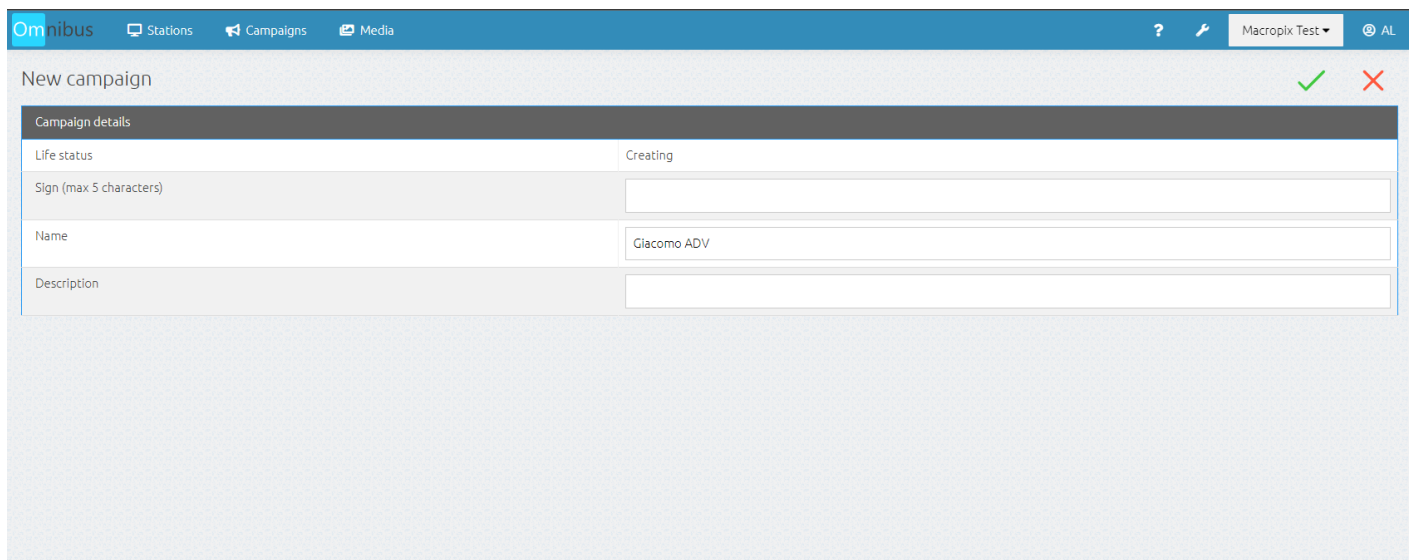 Omnibus Stations Campaigns Media ? Macropix Test AL
New campaign
Campaign details
Life status Creating
Sign (max 5 characters)
Name Giacomo ADV
Description